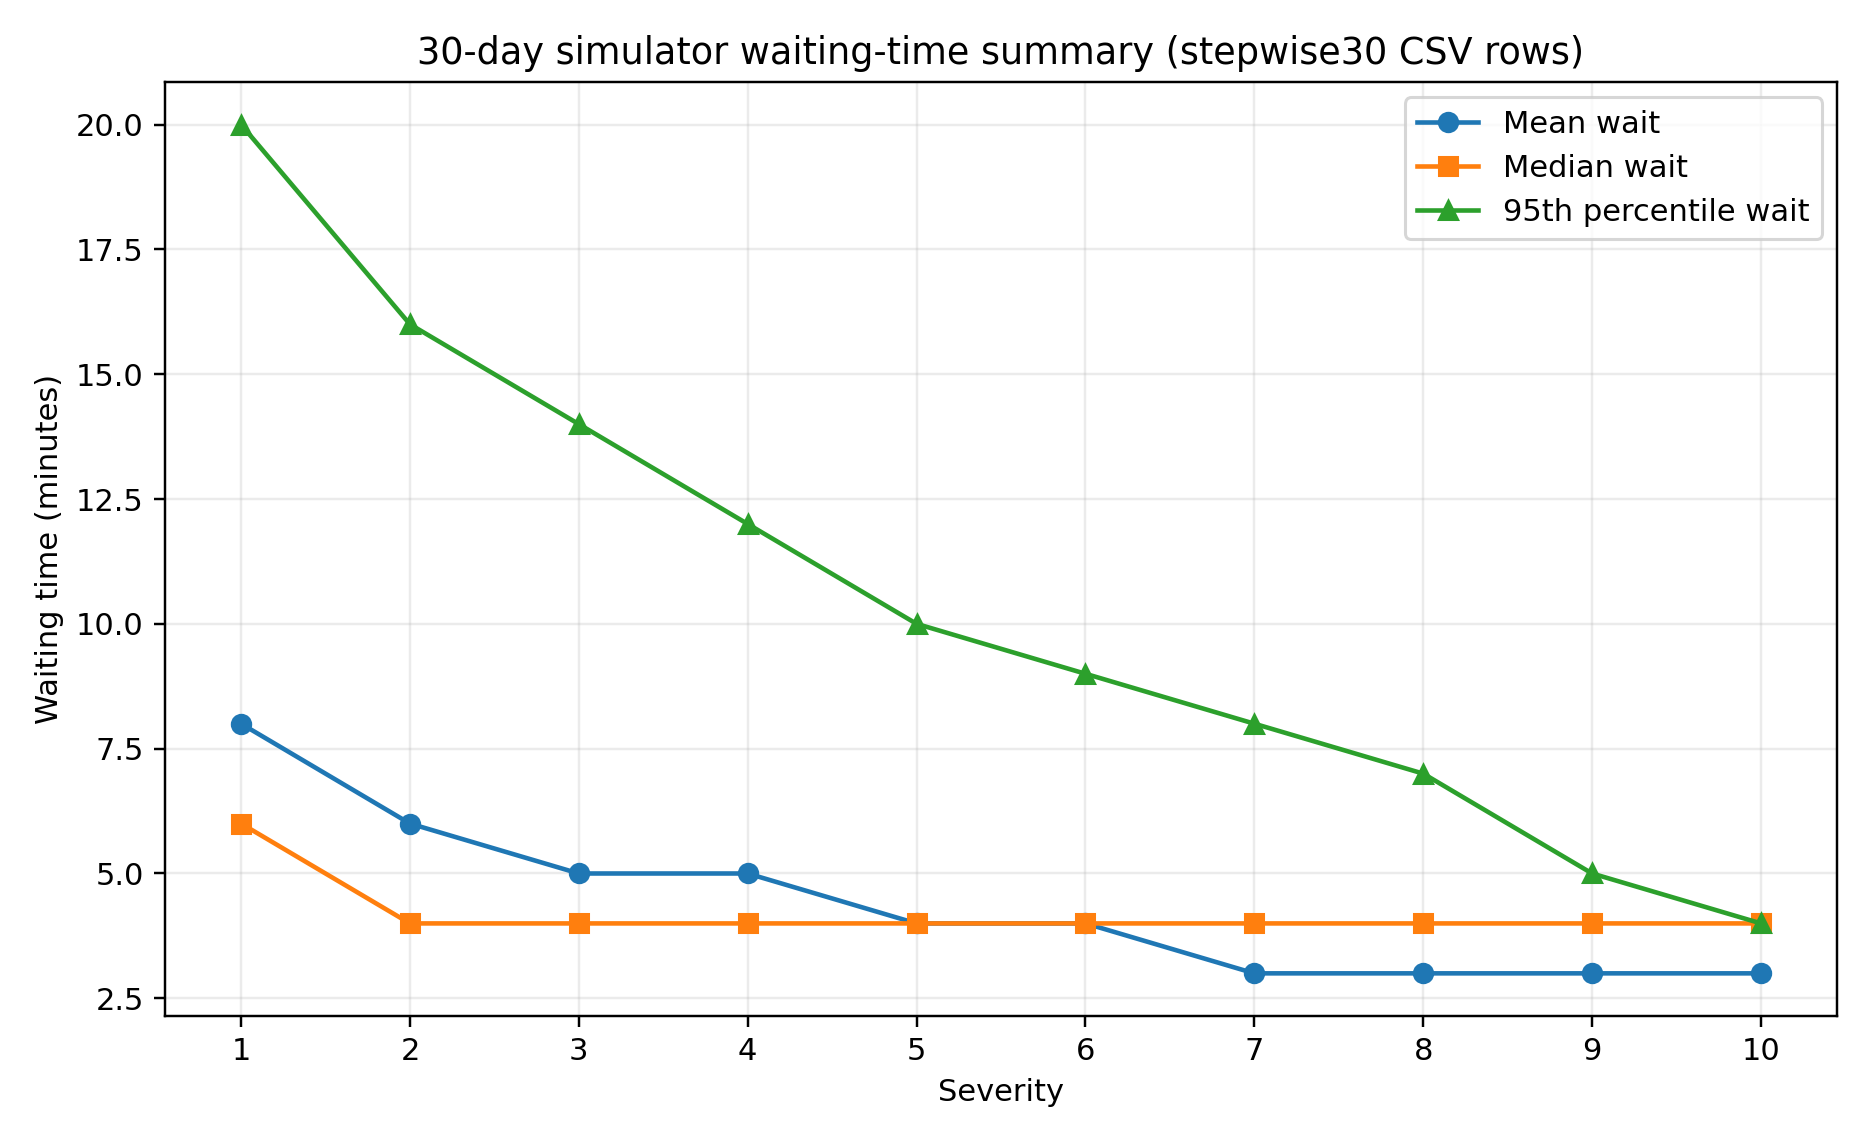 30-day simulator waiting-time summary (stepwise30 CSV rows)
Mean wait
Median wait
95th percentile wait
Waiting time (minutes)
20.0
17.5
15.0
12.5
10.0
7.5
5.0
2.5
1 2 3 4 5 6 7 8 9 10
Severity